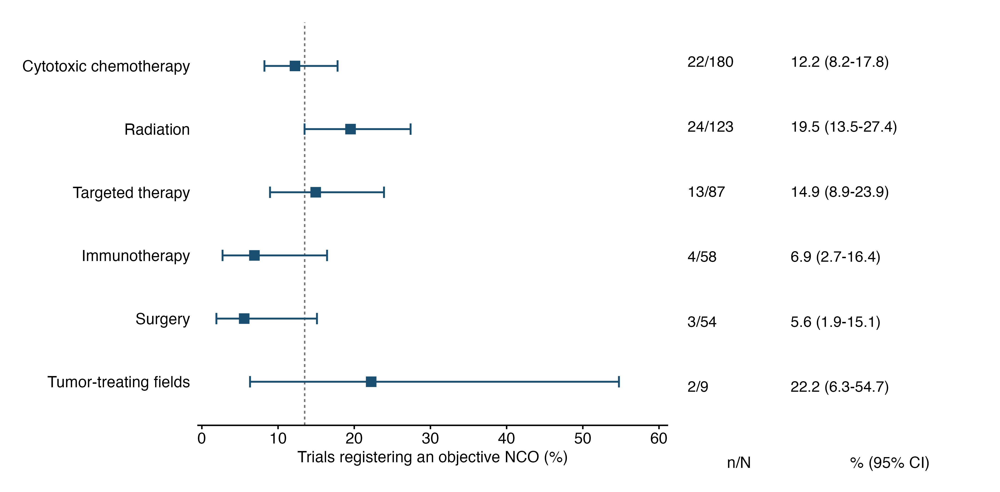 Cytotoxic chemotherapy 22/180 12.2 (8.2-17.8)
Radiation 24/123 19.5 (13.5-27.4)
Targeted therapy 13/87 14.9 (8.9-23.9)
Immunotherapy 4/58 6.9 (2.7-16.4)
Surgery 3/54 5.6 (1.9-15.1)
Tumor-treating fields 2/9 22.2 (6.3-54.7)
0 10 20 30 40 50 60
Trials registering an objective NCO (%)
n/N % (95% CI)